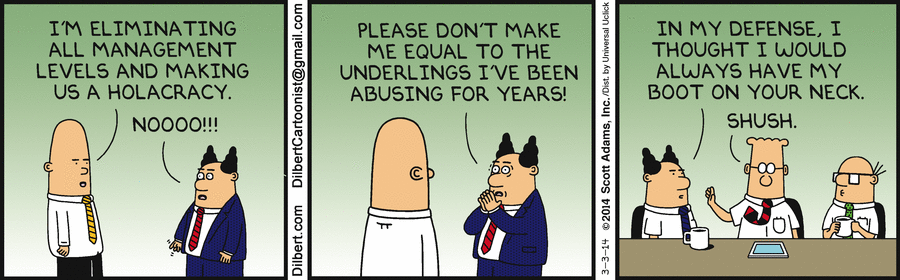 I'M ELIMINATING
ALL MANAGEMENT
LEVELS AND MAKING
US A HOLACRACY.
NOOOO!!!
Dilbert.com DilbertCartoonist@gmail.com
PLEASE DON'T MAKE
ME EQUAL TO THE
UNDERLINGS I'VE BEEN
ABUSING FOR YEARS!
3-3-14 ©2014 Scott Adams, Inc. /Dist. by Universal Uclick
IN MY DEFENSE, I
THOUGHT I WOULD
ALWAYS HAVE MY
BOOT ON YOUR NECK.
SHUSH.